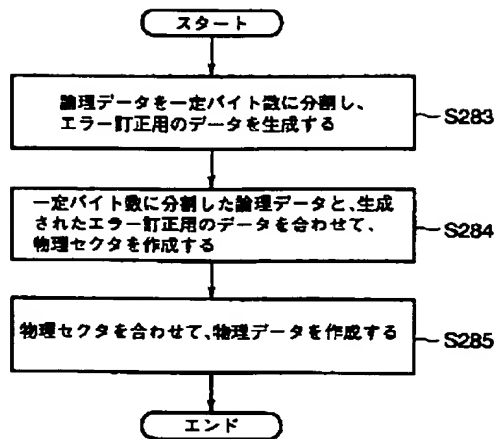 スタート
論理データを一定バイト数に分割し、
エラー訂正用のデータを生成する
S283
一定バイト数に分割した論理データと、生成
されたエラー訂正用のデータを合わせて、
物理セクタを作成する
S284
物理セクタを合わせて、物理データを作成する
S285
エンド